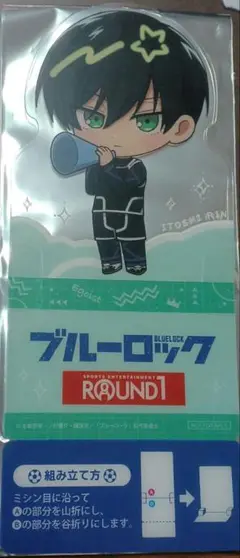 ITOSHI RIN
Egoist
ブルーロック
BLUELOCK
SPORTS ENTERTAINMENT
ROUND1
組み立て方
ミシン目に沿って
Ⓐの部分を山折にし、
Ⓑの部分を谷折りにします。